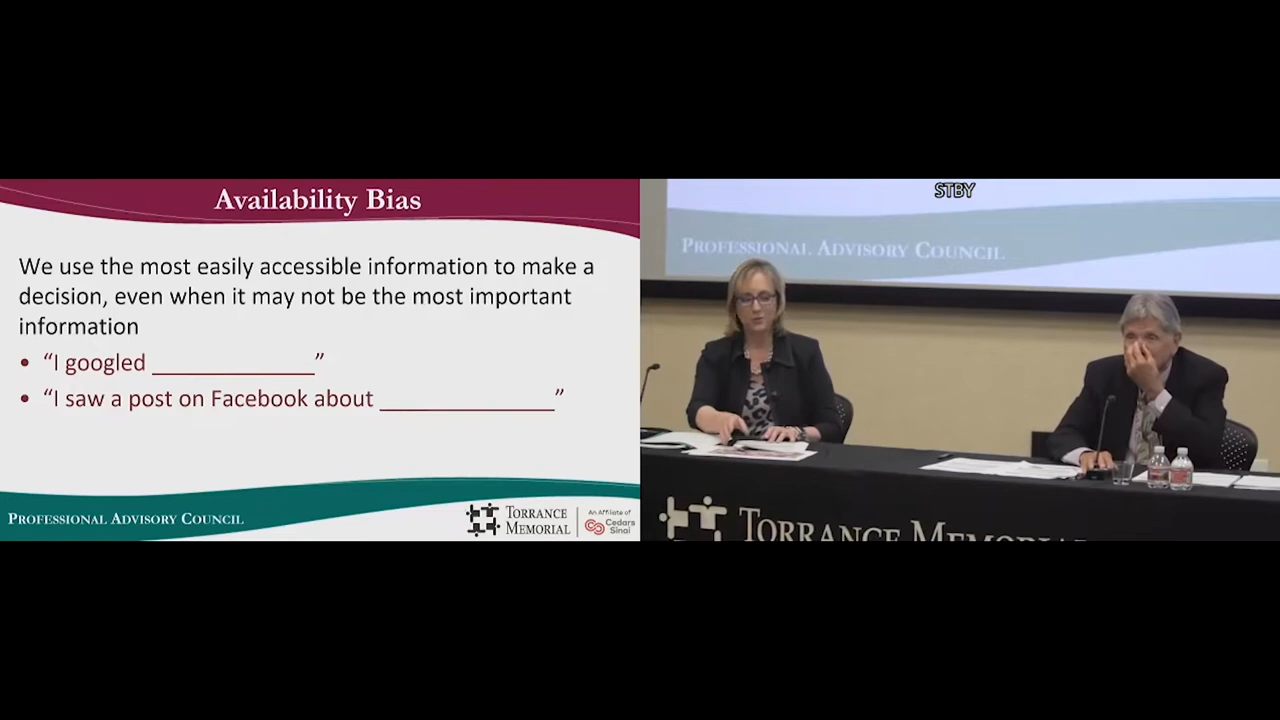 Availability Bias
We use the most easily accessible information to make a
decision, even when it may not be the most important
information
• “I googled _____________”
• “I saw a post on Facebook about ______________”
PROFESSIONAL ADVISORY COUNCIL
TORRANCE
MEMORIAL
An Affiliate of
Cedars
Sinai
STBY
PROFESSIONAL ADVISORY COUNCIL
TORRANCE MEMORIAL